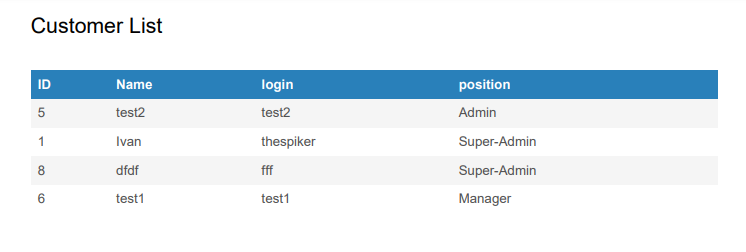 Customer List
ID Name login position
5 test2 test2 Admin
1 Ivan thespiker Super-Admin
8 dfdf fff Super-Admin
6 test1 test1 Manager